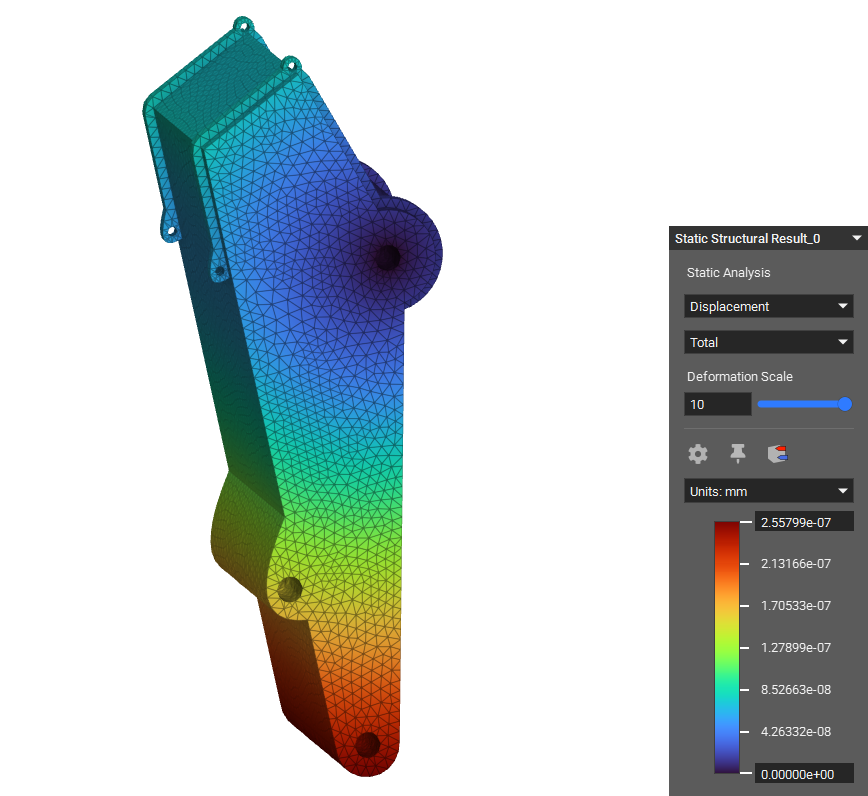 Static Structural Result_0
Static Analysis
Displacement
Total
Deformation Scale
10
Units: mm
2.55799e-07
2.13166e-07
1.70533e-07
1.27899e-07
8.52663e-08
4.26332e-08
0.00000e+00